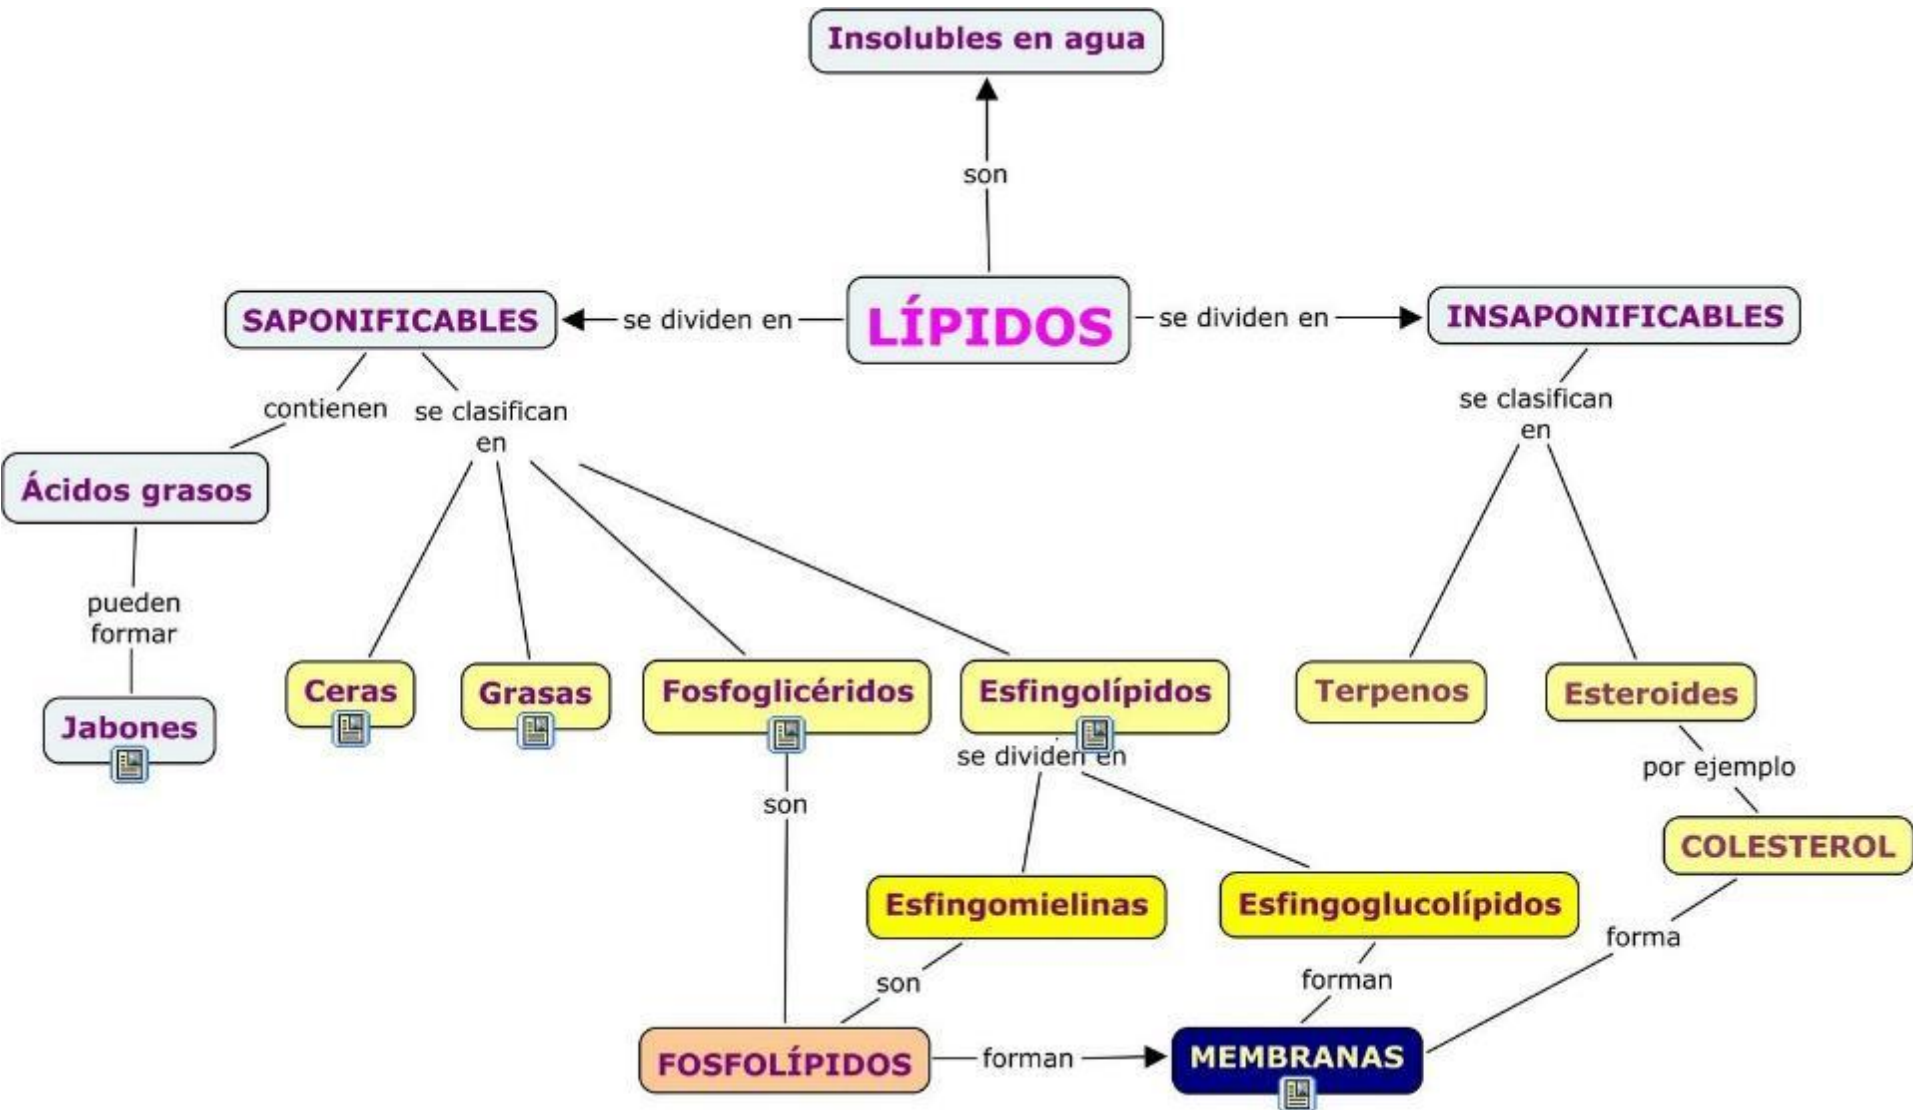 Insolubles en agua
son
SAPONIFICABLES
se dividen en
LÍPIDOS
se dividen en
INSAPONIFICABLES
contienen
se clasifican
en
se clasifican
en
Ácidos grasos
pueden
formar
Jabones
Ceras
Grasas
Fosfoglicéridos
Esfingolípidos
Terpenos
Esteroides
se dividen en
por ejemplo
son
COLESTEROL
Esfingomielinas
Esfingoglucolípidos
forma
son
forman
FOSFOLÍPIDOS
forman
MEMBRANAS